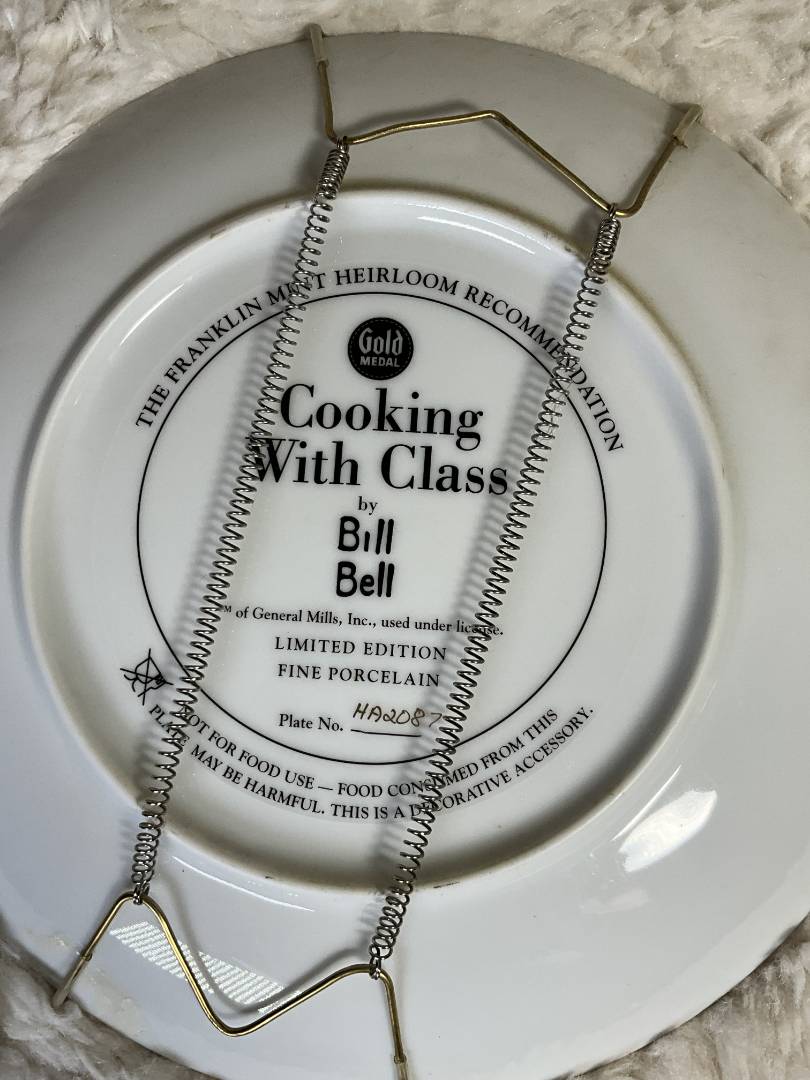 THE FRANKLIN MINT HEIRLOOM RECOMMENDATION
Gold
MEDAL
Cooking
With Class
by
Bill
Bell
™ of General Mills, Inc., used under license.
LIMITED EDITION
FINE PORCELAIN
Plate No. HA2087
NOT FOR FOOD USE — FOOD CONSUMED FROM THIS
PLATE MAY BE HARMFUL. THIS IS A DECORATIVE ACCESSORY.